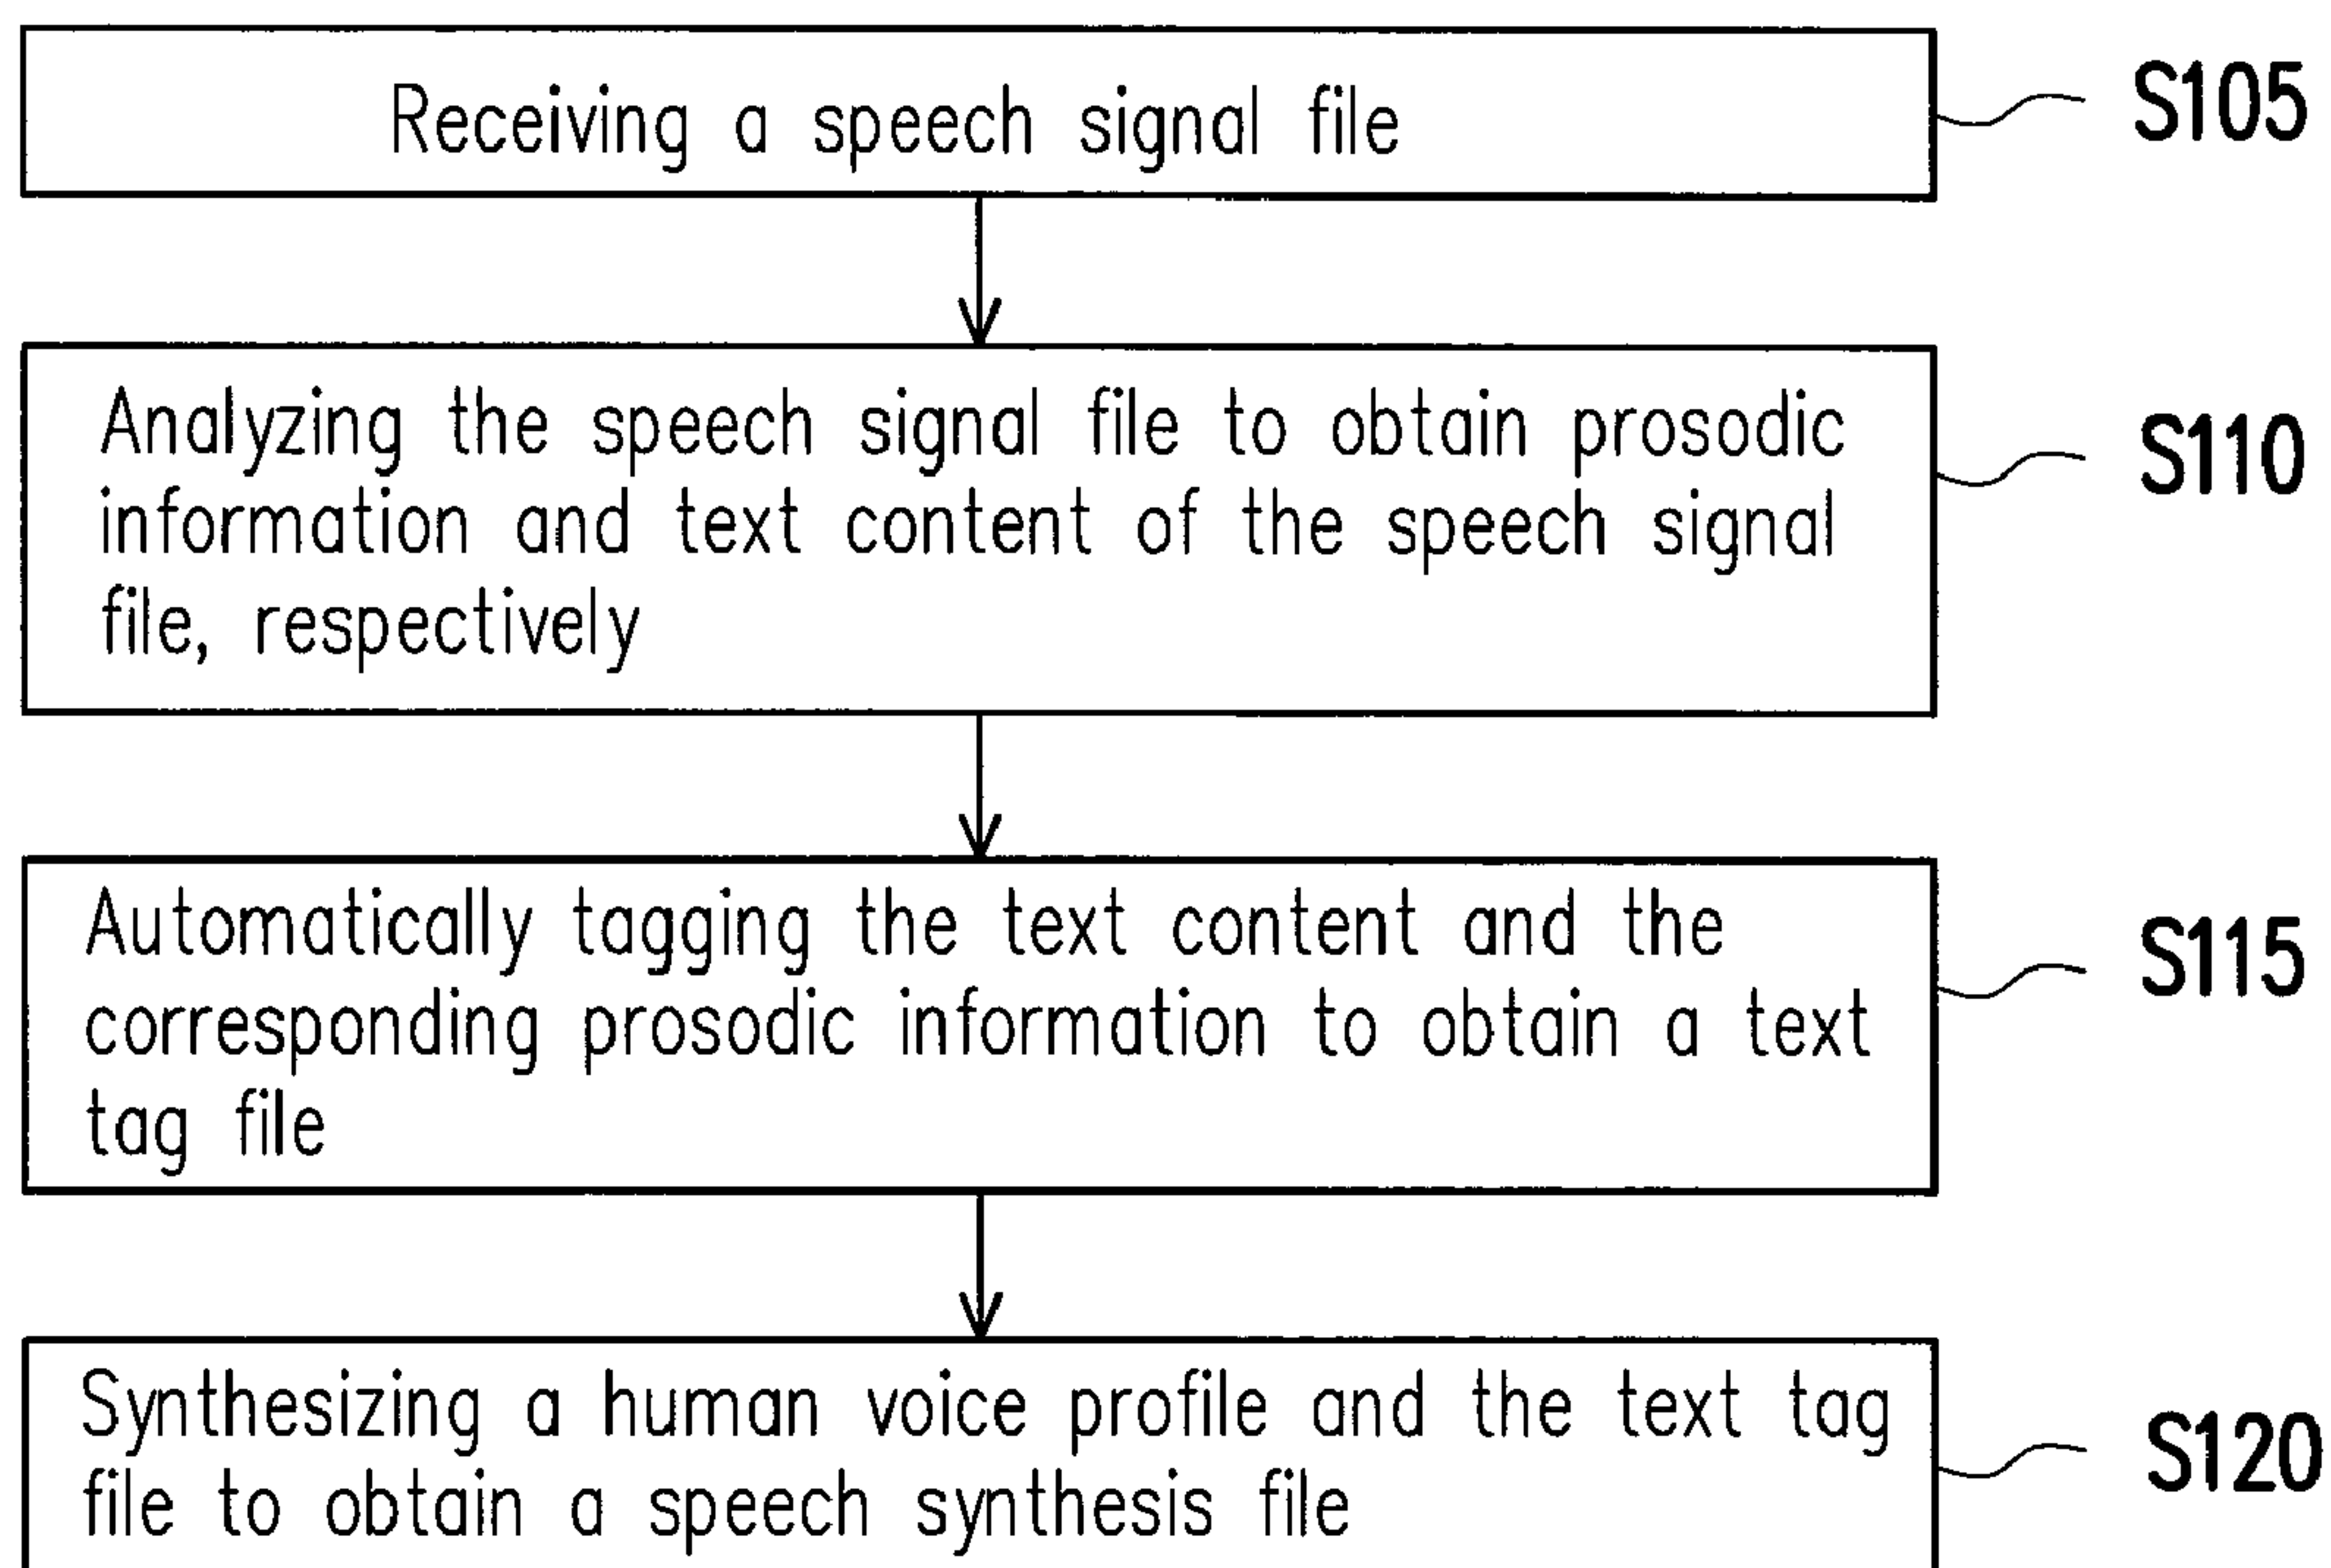 Receiving a speech signal file
S105
Analyzing the speech signal file to obtain prosodic
information and text content of the speech signal
file, respectively
S110
Automatically tagging the text content and the
corresponding prosodic information to obtain a text
tag file
S115
Synthesizing a human voice profile and the text tag
file to obtain a speech synthesis file
S120